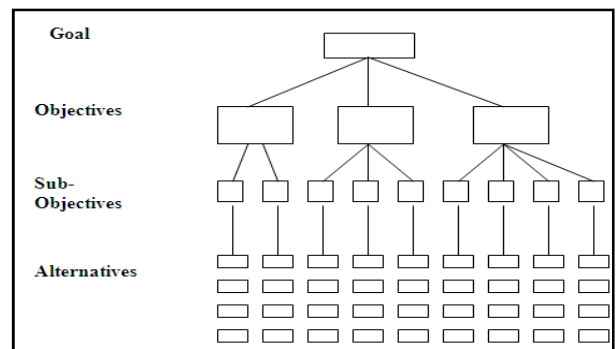 Goal
Objectives
Sub-
Objectives
Alternatives